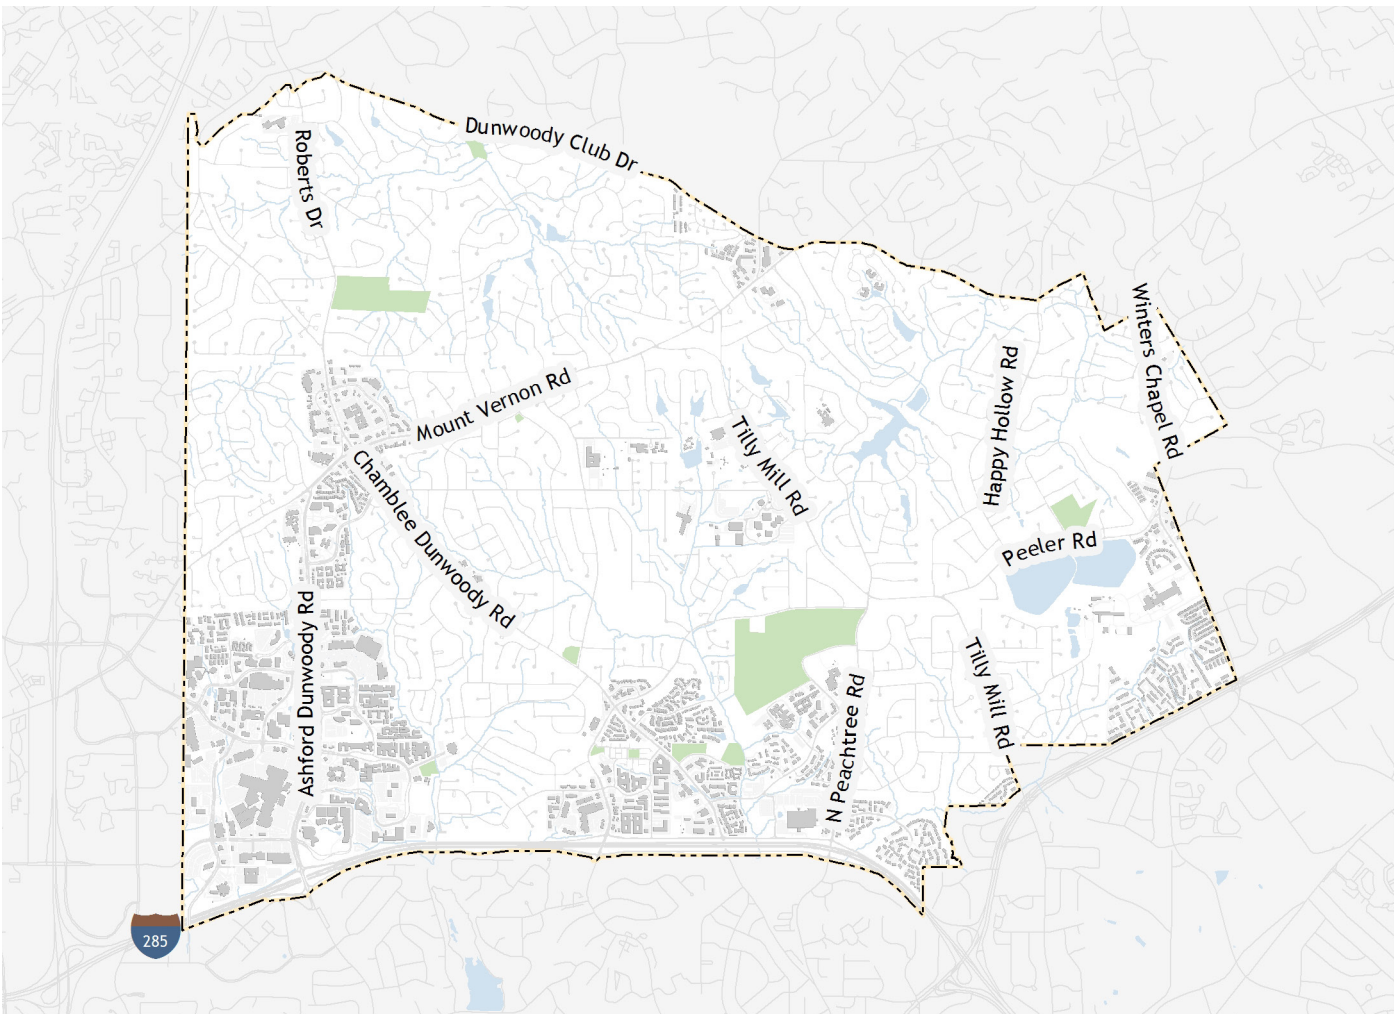 Dunwoody Club Dr
Roberts Dr
Winters Chapel Rd
Happy Hollow Rd
Mount Vernon Rd
Tilly Mill Rd
Chamblee Dunwoody Rd
Peeler Rd
Ashford Dunwoody Rd
Tilly Mill Rd
N Peachtree Rd
285